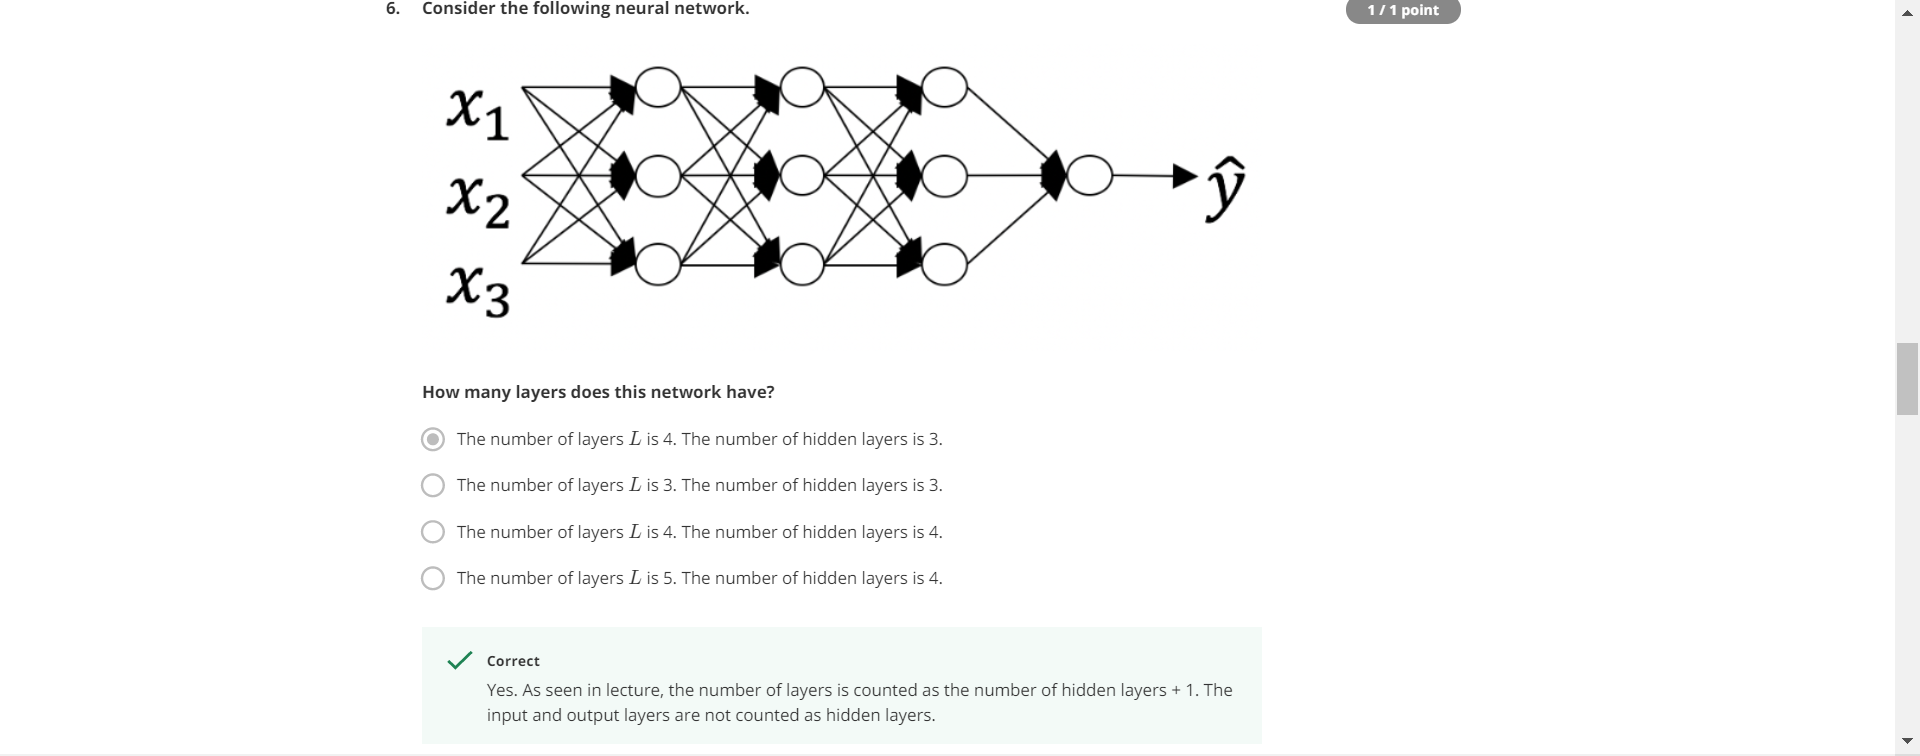 6. Consider the following neural network.
1 / 1 point
x1
x2
x3
ŷ
How many layers does this network have?
The number of layers L is 4. The number of hidden layers is 3.
The number of layers L is 3. The number of hidden layers is 3.
The number of layers L is 4. The number of hidden layers is 4.
The number of layers L is 5. The number of hidden layers is 4.
Correct
Yes. As seen in lecture, the number of layers is counted as the number of hidden layers + 1. The
input and output layers are not counted as hidden layers.